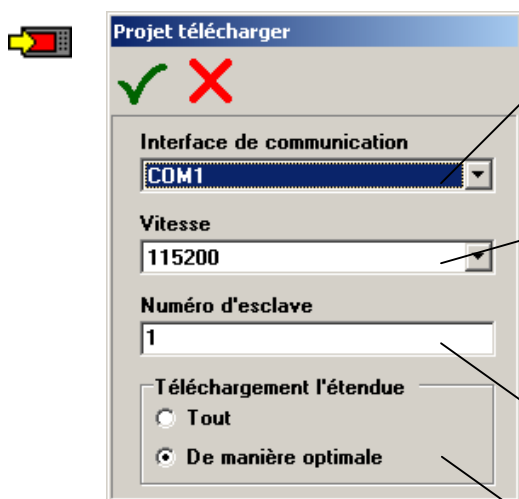 Projet télécharger
Interface de communication
COM1
Vitesse
115200
Numéro d'esclave
1
Téléchargement l'étendue
Tout
De manière optimale